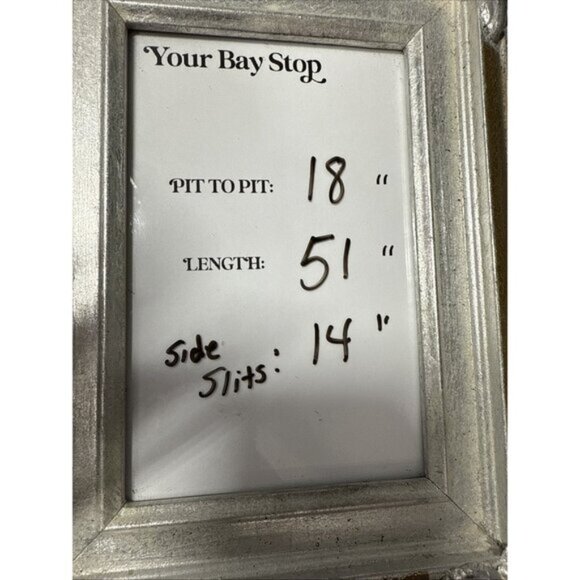 Your Bay Stop
PIT TO PIT: 18 "
LENGTH: 51 "
Side
Slits: 14 "